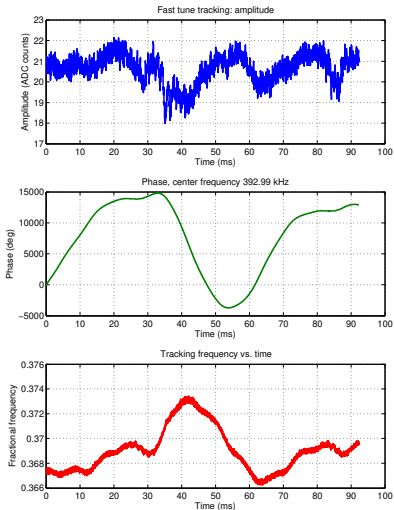 Fast tune tracking: amplitude
23
22
21
20
19
18
17
Amplitude (ADC counts)
0 10 20 30 40 50 60 70 80 90 100
Time (ms)
Phase, center frequency 392.99 kHz
15000
10000
5000
0
−5000
Phase (deg)
0 10 20 30 40 50 60 70 80 90 100
Time (ms)
Tracking frequency vs. time
0.376
0.374
0.372
0.37
0.368
0.366
Fractional frequency
0 10 20 30 40 50 60 70 80 90 100
Time (ms)